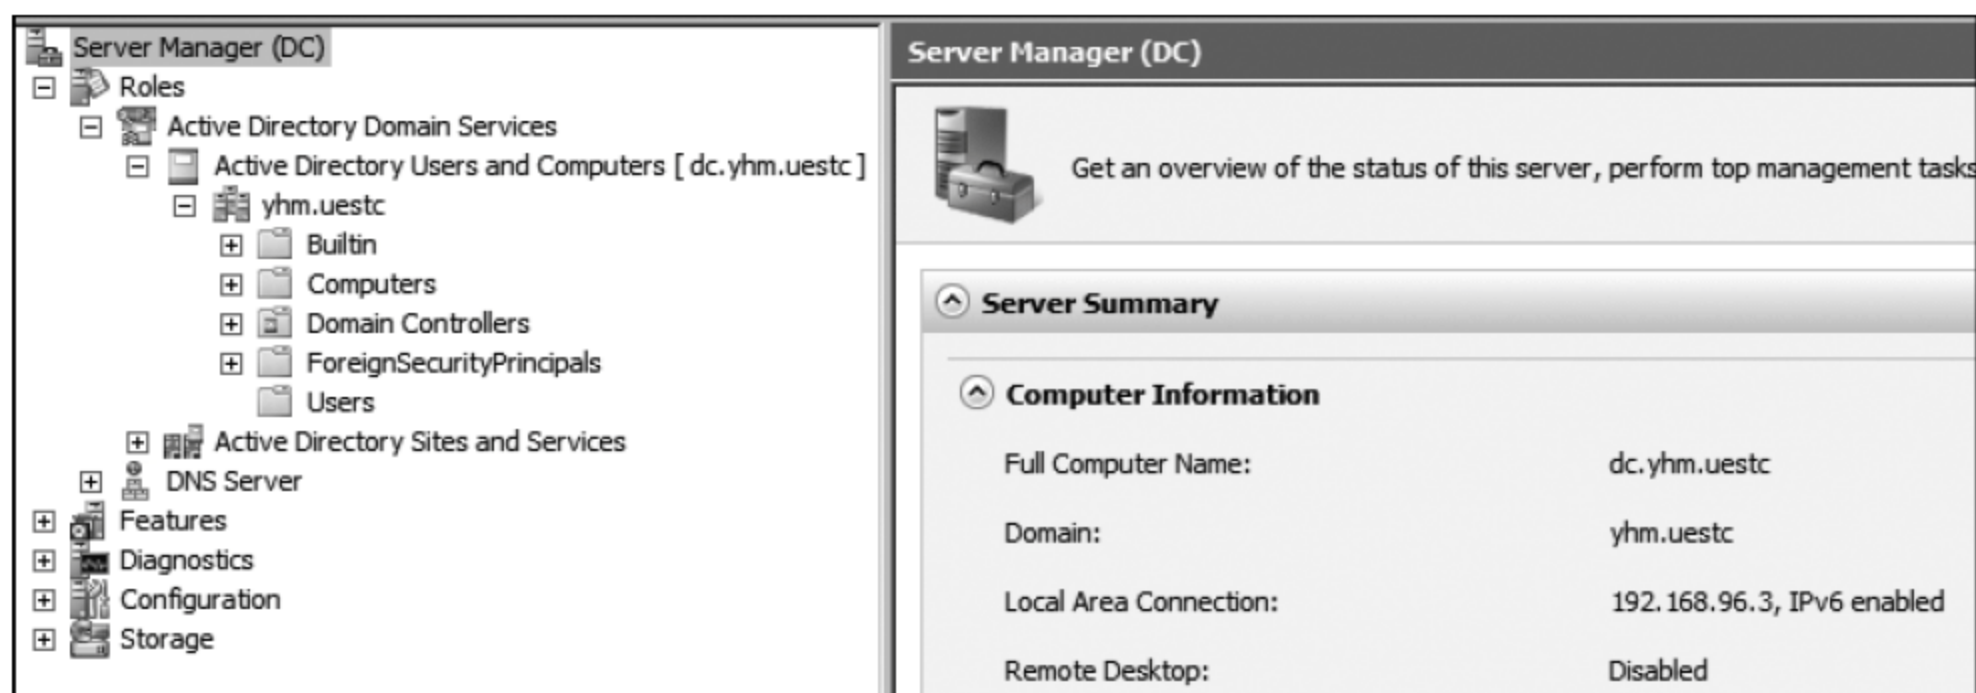 Server Manager (DC)
Roles
Active Directory Domain Services
Active Directory Users and Computers [ dc.yhm.uestc ]
yhm.uestc
Builtin
Computers
Domain Controllers
ForeignSecurityPrincipals
Users
Active Directory Sites and Services
DNS Server
Features
Diagnostics
Configuration
Storage
Server Manager (DC)
Get an overview of the status of this server, perform top management tasks
Server Summary
Computer Information
Full Computer Name: dc.yhm.uestc
Domain: yhm.uestc
Local Area Connection: 192.168.96.3, IPv6 enabled
Remote Desktop: Disabled